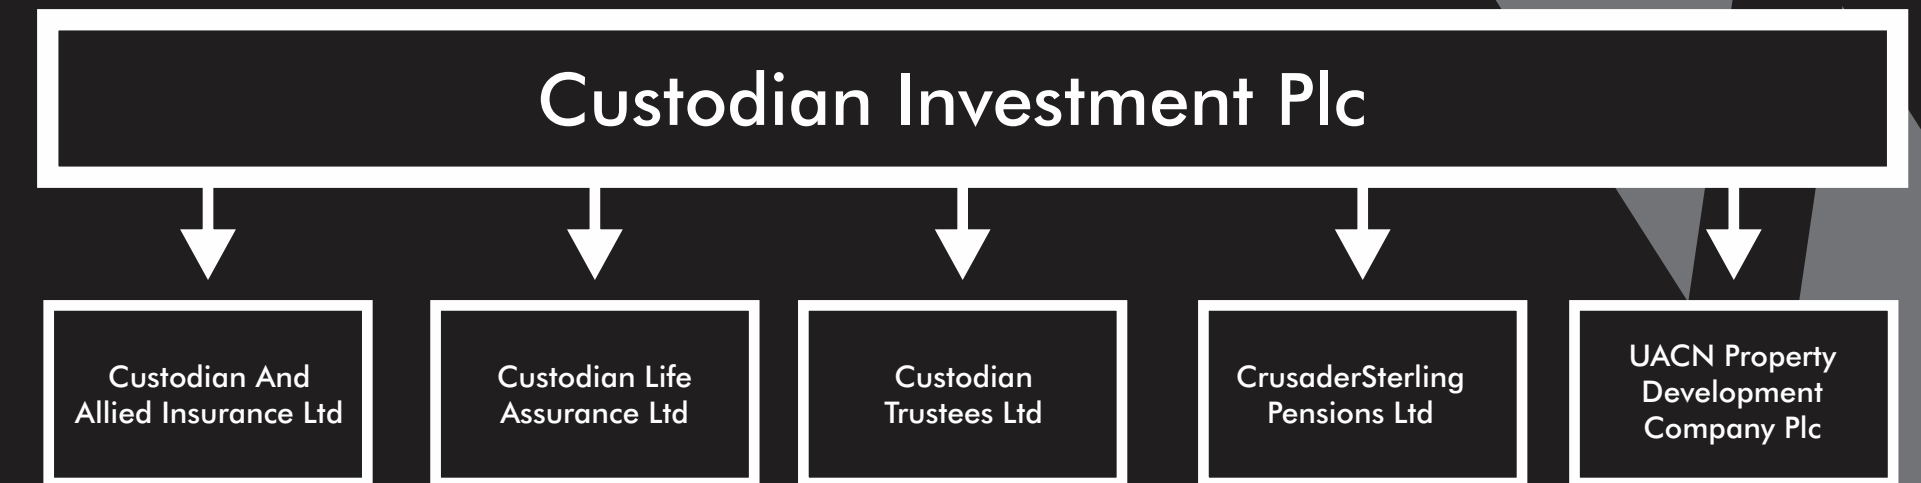 Custodian Investment Plc
Custodian And
Allied Insurance Ltd
Custodian Life
Assurance Ltd
Custodian
Trustees Ltd
CrusaderSterling
Pensions Ltd
UACN Property
Development
Company Plc